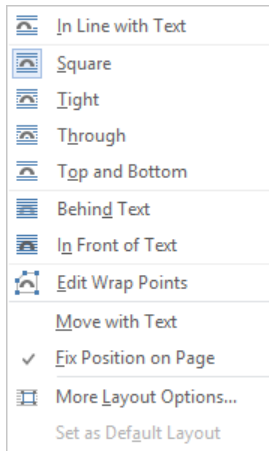 In Line with Text
Square
Tight
Through
Top and Bottom
Behind Text
In Front of Text
Edit Wrap Points
Move with Text
Fix Position on Page
More Layout Options...
Set as Default Layout